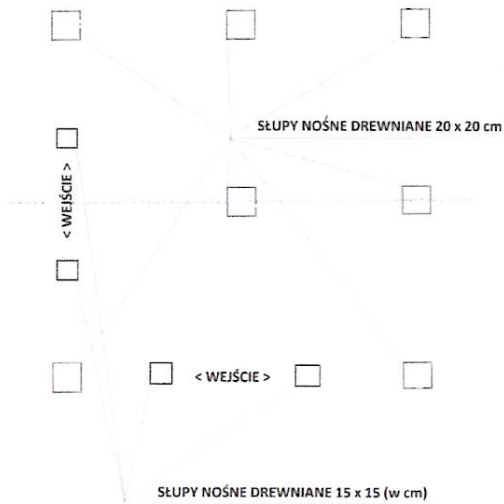 SŁUPY NOŚNE DREWNIANE 20 x 20 cm
< WEJŚCIE >
< WEJŚCIE >
SŁUPY NOŚNE DREWNIANE 15 x 15 (w cm)